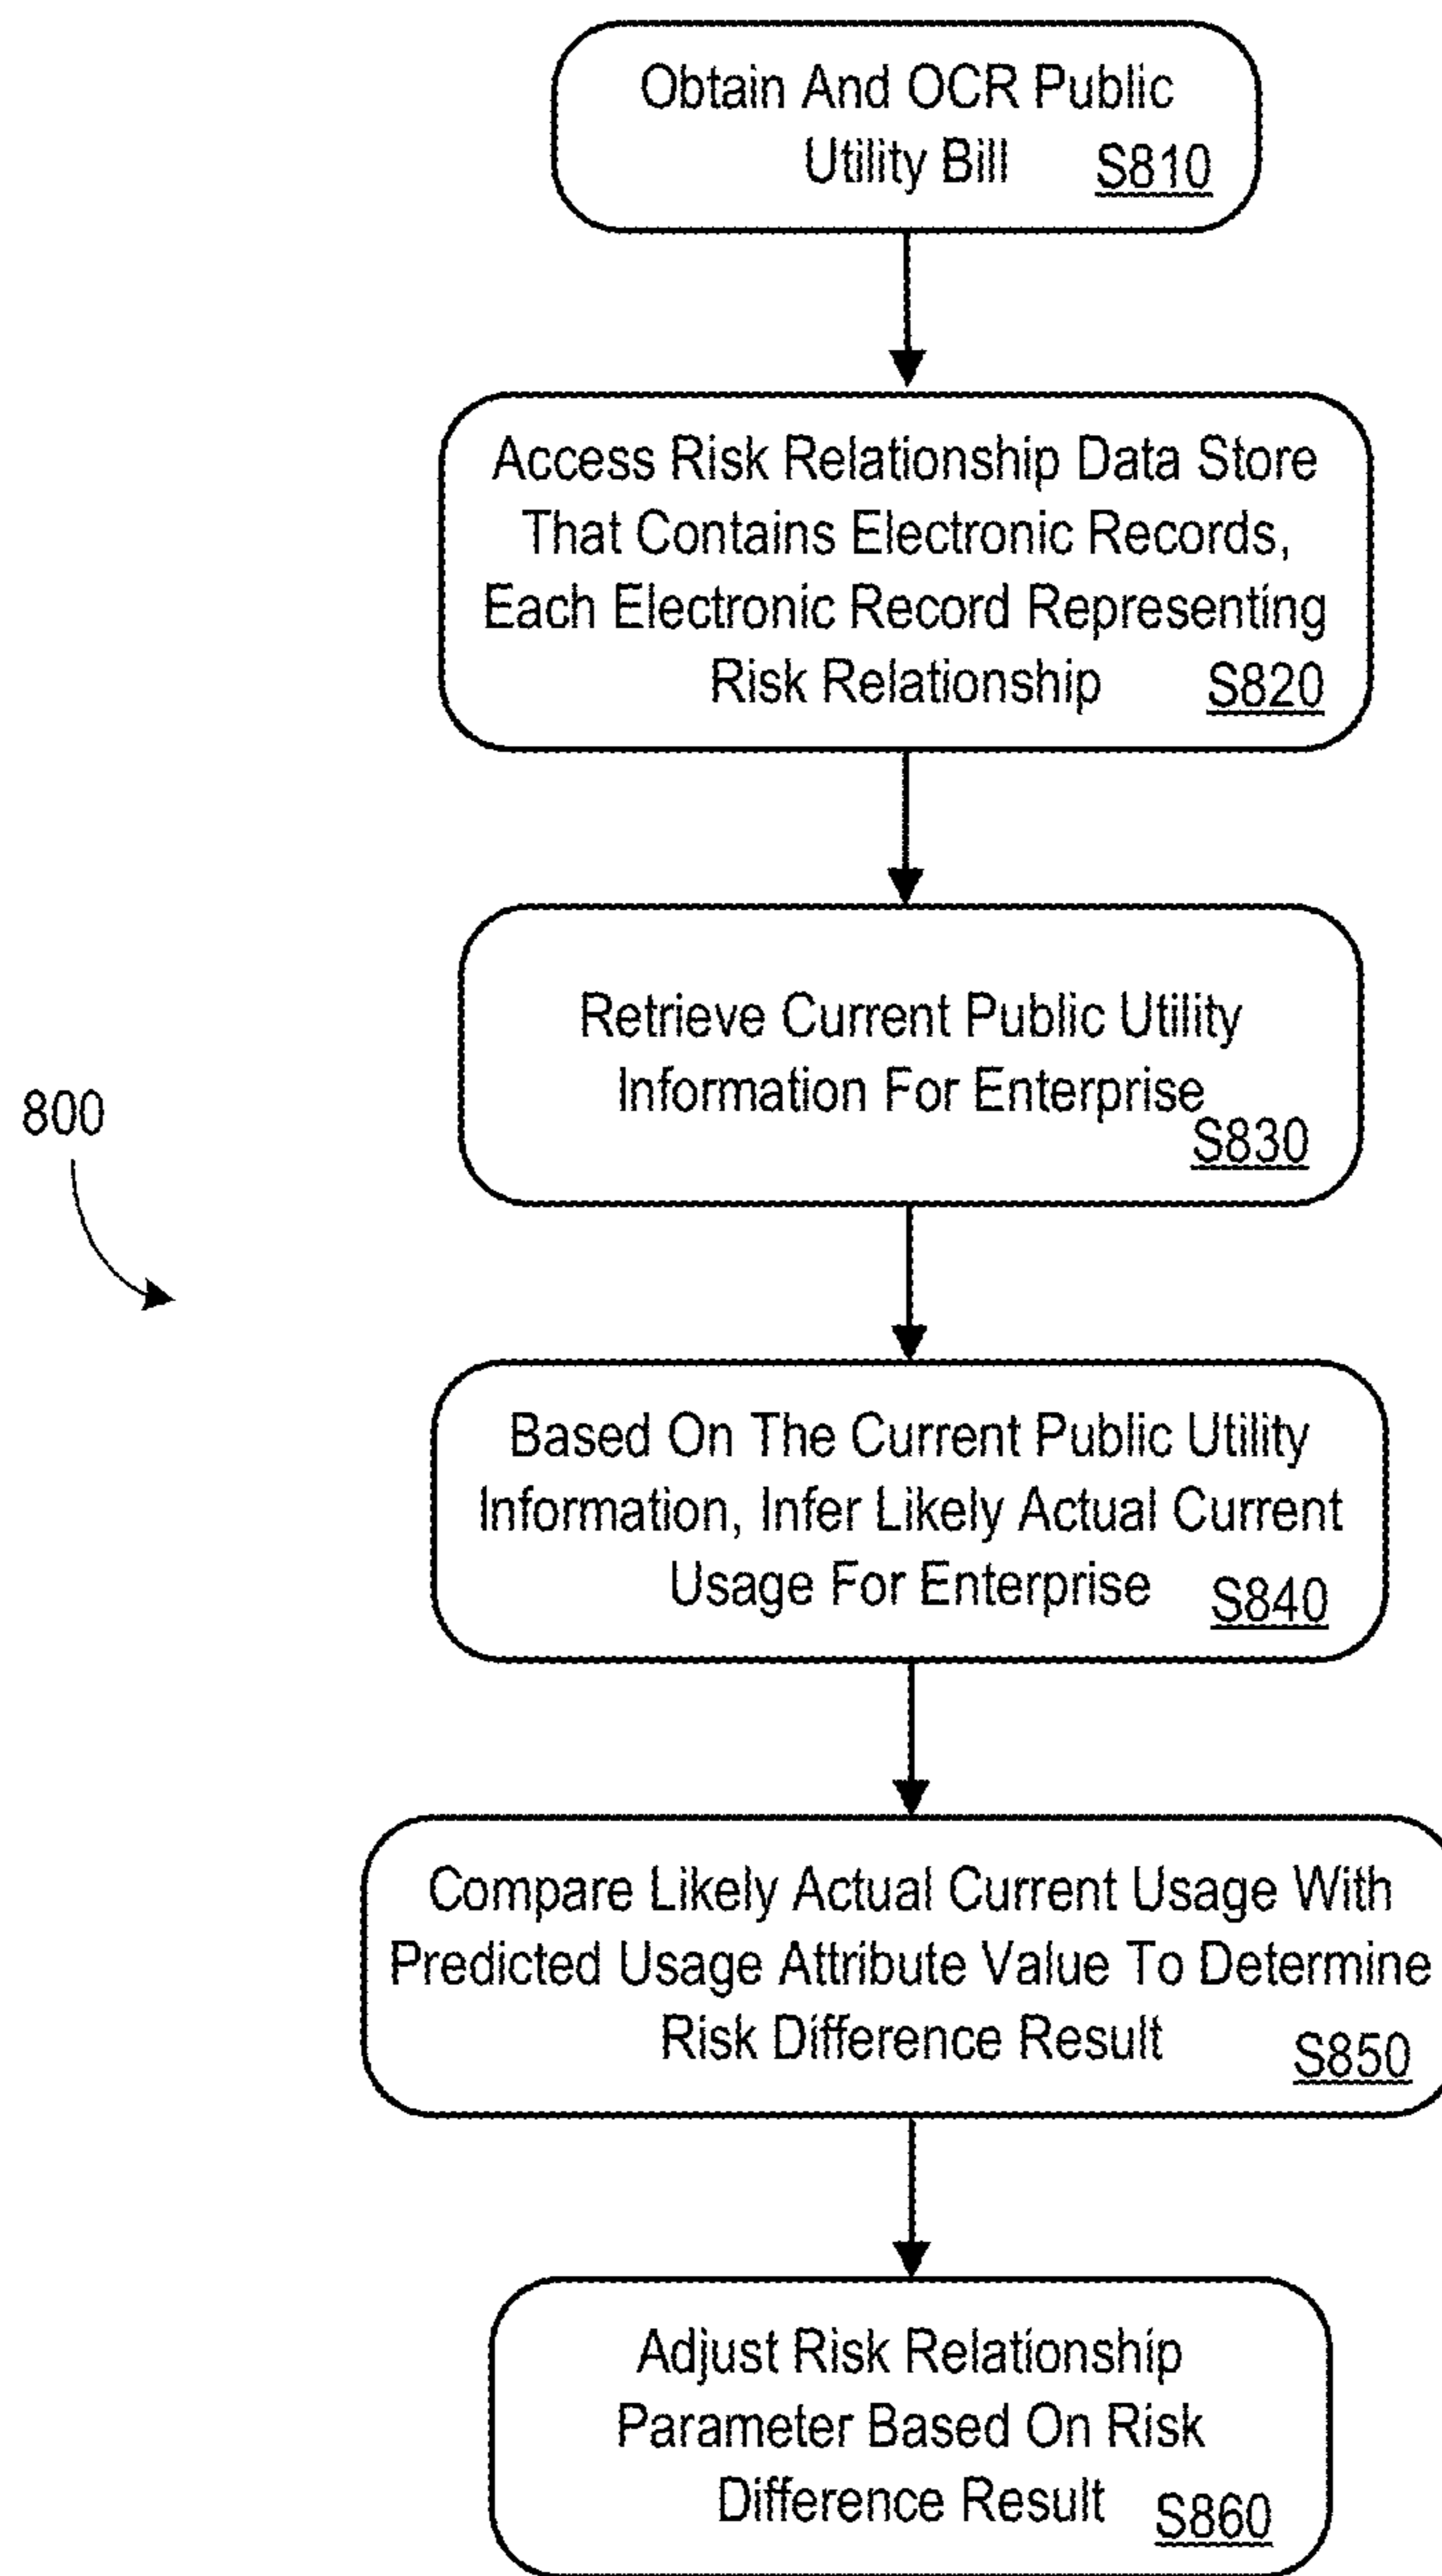 Obtain And OCR Public
Utility Bill S810
Access Risk Relationship Data Store
That Contains Electronic Records,
Each Electronic Record Representing
Risk Relationship S820
Retrieve Current Public Utility
Information For Enterprise
S830
800
Based On The Current Public Utility
Information, Infer Likely Actual Current
Usage For Enterprise S840
Compare Likely Actual Current Usage With
Predicted Usage Attribute Value To Determine
Risk Difference Result S850
Adjust Risk Relationship
Parameter Based On Risk
Difference Result S860